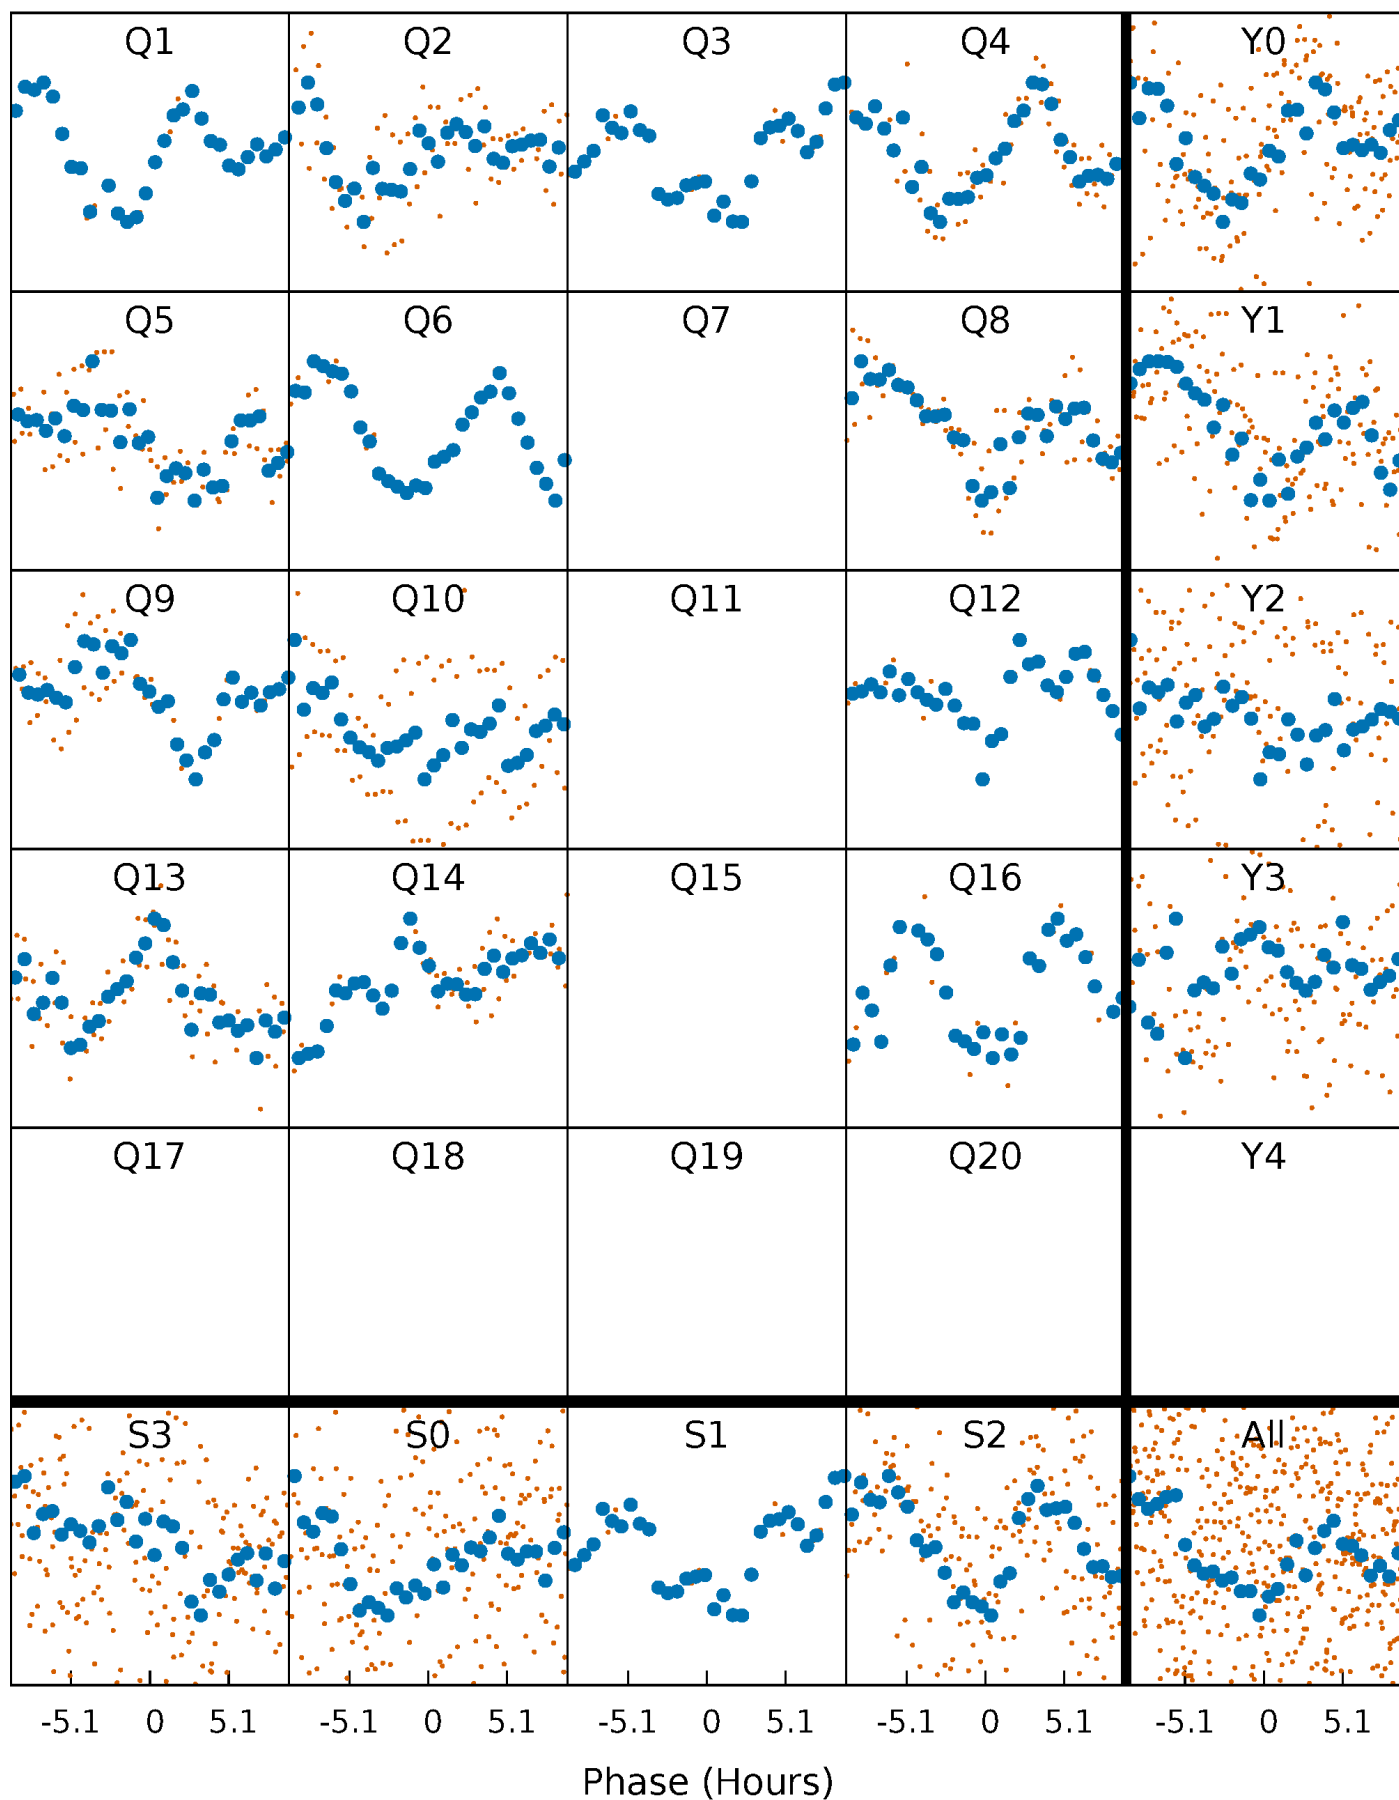 Q1 Q2 Q3 Q4 Y0
Q5 Q6 Q7 Q8 Y1
Q9 Q10 Q11 Q12 Y2
Q13 Q14 Q15 Q16 Y3
Q17 Q18 Q19 Q20 Y4
S3 S0 S1 S2 All
-5.1 0 5.1 -5.1 0 5.1 -5.1 0 5.1 -5.1 0 5.1 -5.1 0 5.1
Phase (Hours)